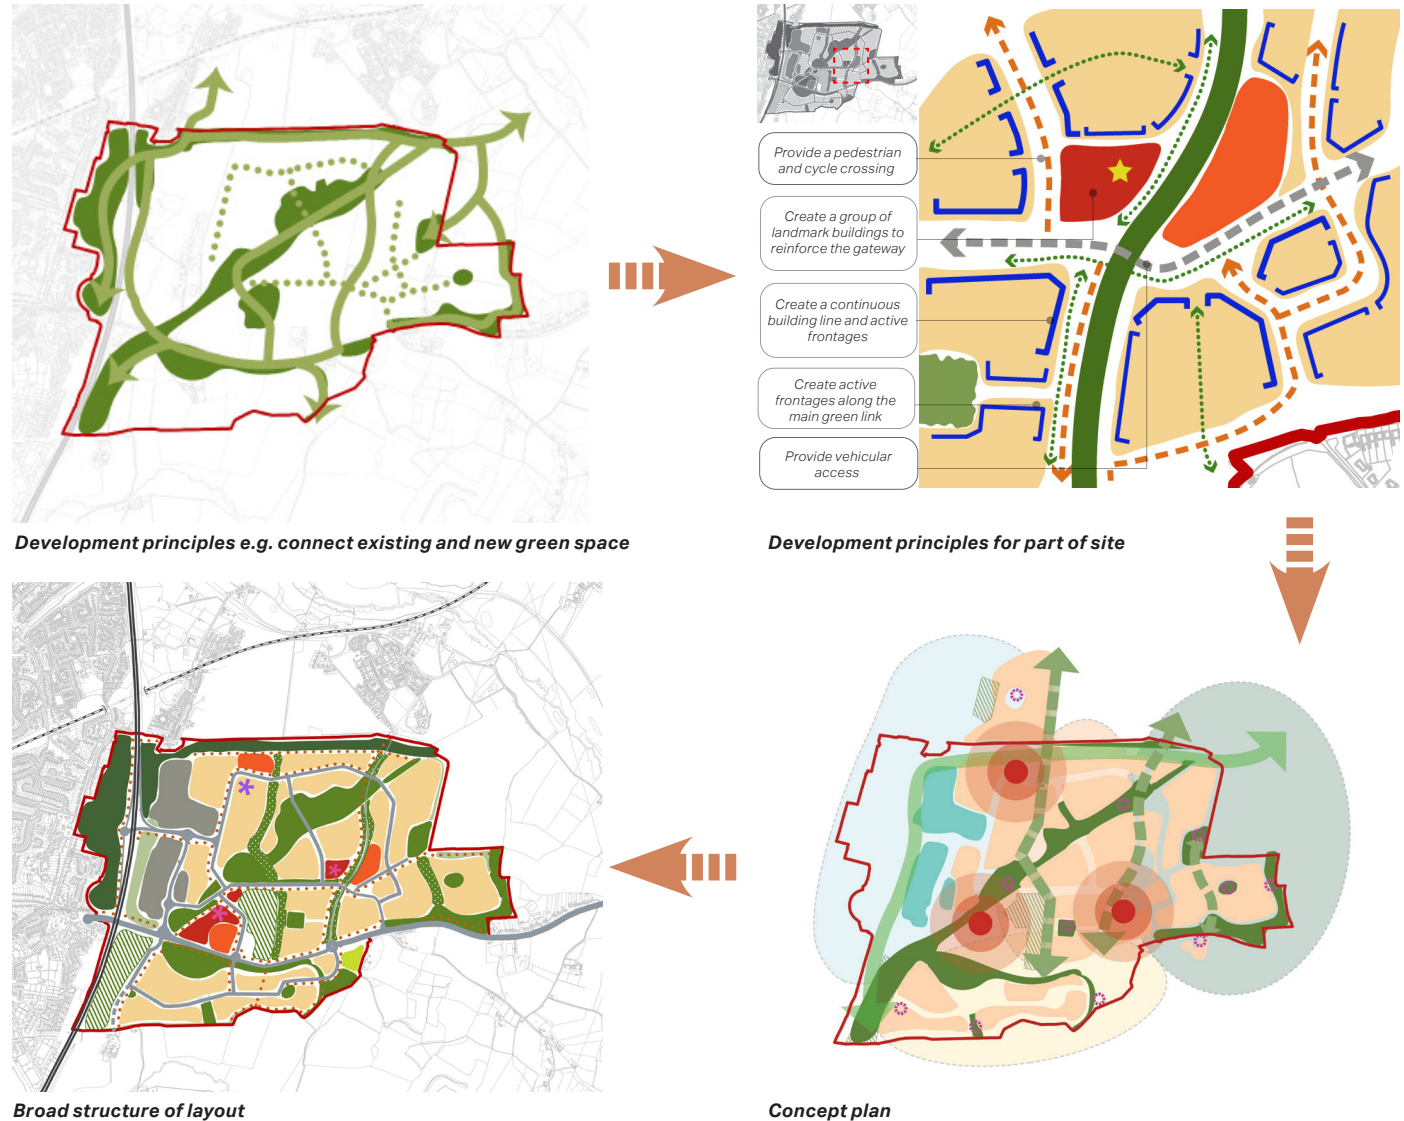 Provide a pedestrian
and cycle crossing
Create a group of
landmark buildings to
reinforce the gateway
Create a continuous
building line and active
frontages
Create active
frontages along the
main green link
Provide vehicular
access
Development principles e.g. connect existing and new green space
Development principles for part of site
Broad structure of layout
Concept plan